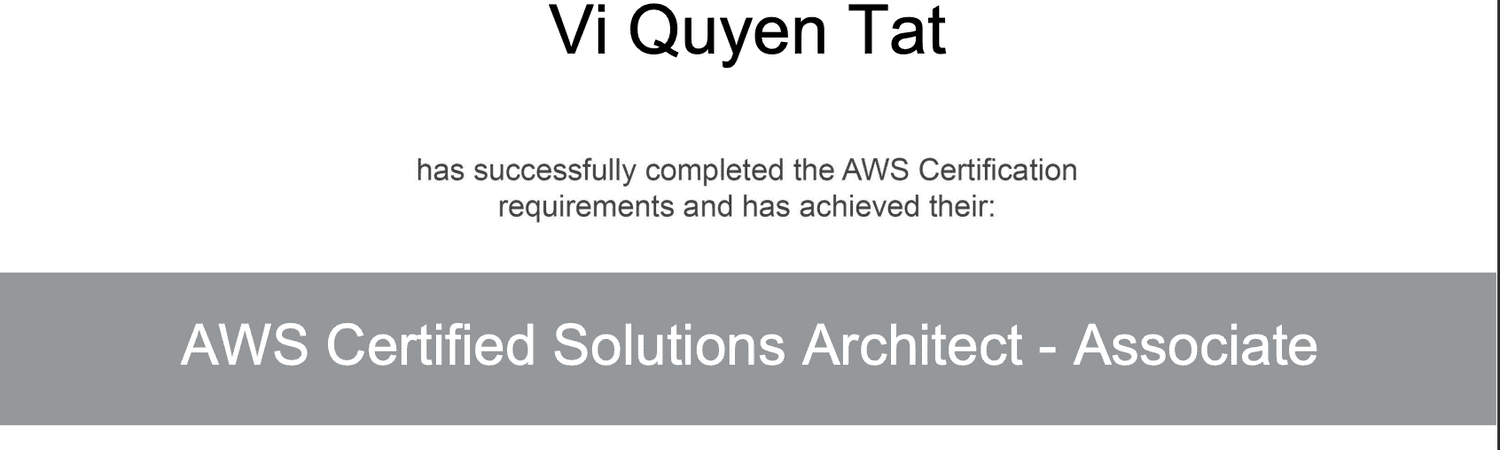 Vi Quyen Tat
has successfully completed the AWS Certification
requirements and has achieved their:
AWS Certified Solutions Architect - Associate